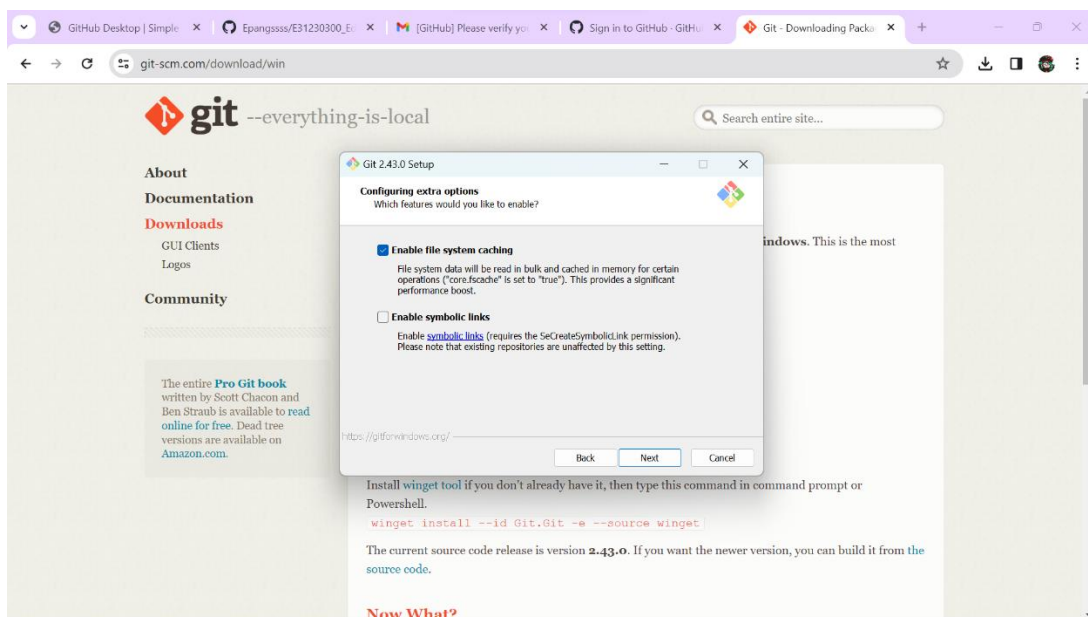 GitHub Desktop | Simple
Epangssss/E31230300_Ed
[GitHub] Please verify you
Sign in to GitHub · GitHu
Git - Downloading Packa
git-scm.com/download/win
git --everything-is-local
Search entire site...
About
Documentation
Downloads
GUI Clients
Logos
Community
The entire Pro Git book
written by Scott Chacon and
Ben Straub is available to read
online for free. Dead tree
versions are available on
Amazon.com.
Git 2.43.0 Setup
Configuring extra options
Which features would you like to enable?
Enable file system caching
File system data will be read in bulk and cached in memory for certain
operations ("core.fscache" is set to "true"). This provides a significant
performance boost.
Enable symbolic links
Enable symbolic links (requires the SeCreateSymbolicLink permission).
Please note that existing repositories are unaffected by this setting.
https://gitforwindows.org/
Back Next Cancel
indows. This is the most
Install winget tool if you don't already have it, then type this command in command prompt or
Powershell.
winget install --id Git.Git -e --source winget
The current source code release is version 2.43.0. If you want the newer version, you can build it from the
source code.
Now What?